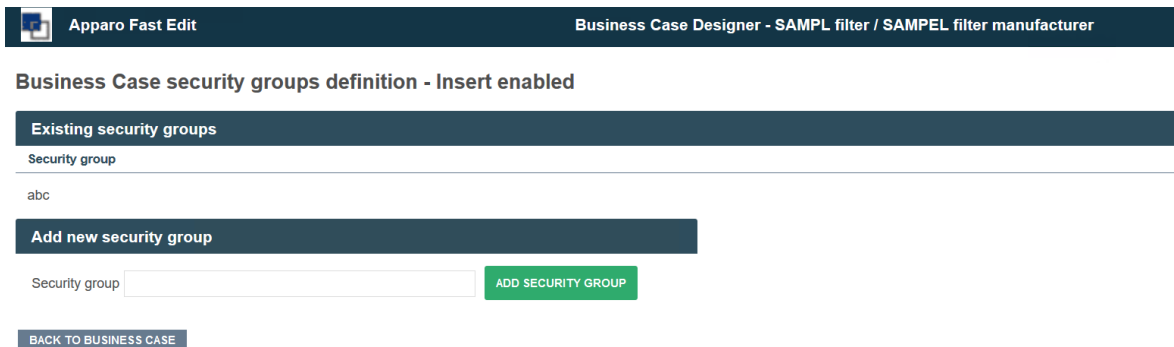 Apparo Fast Edit Business Case Designer - SAMPL filter / SAMPEL filter manufacturer
Business Case security groups definition - Insert enabled
Existing security groups
Security group
abc
Add new security group
Security group ADD SECURITY GROUP
BACK TO BUSINESS CASE